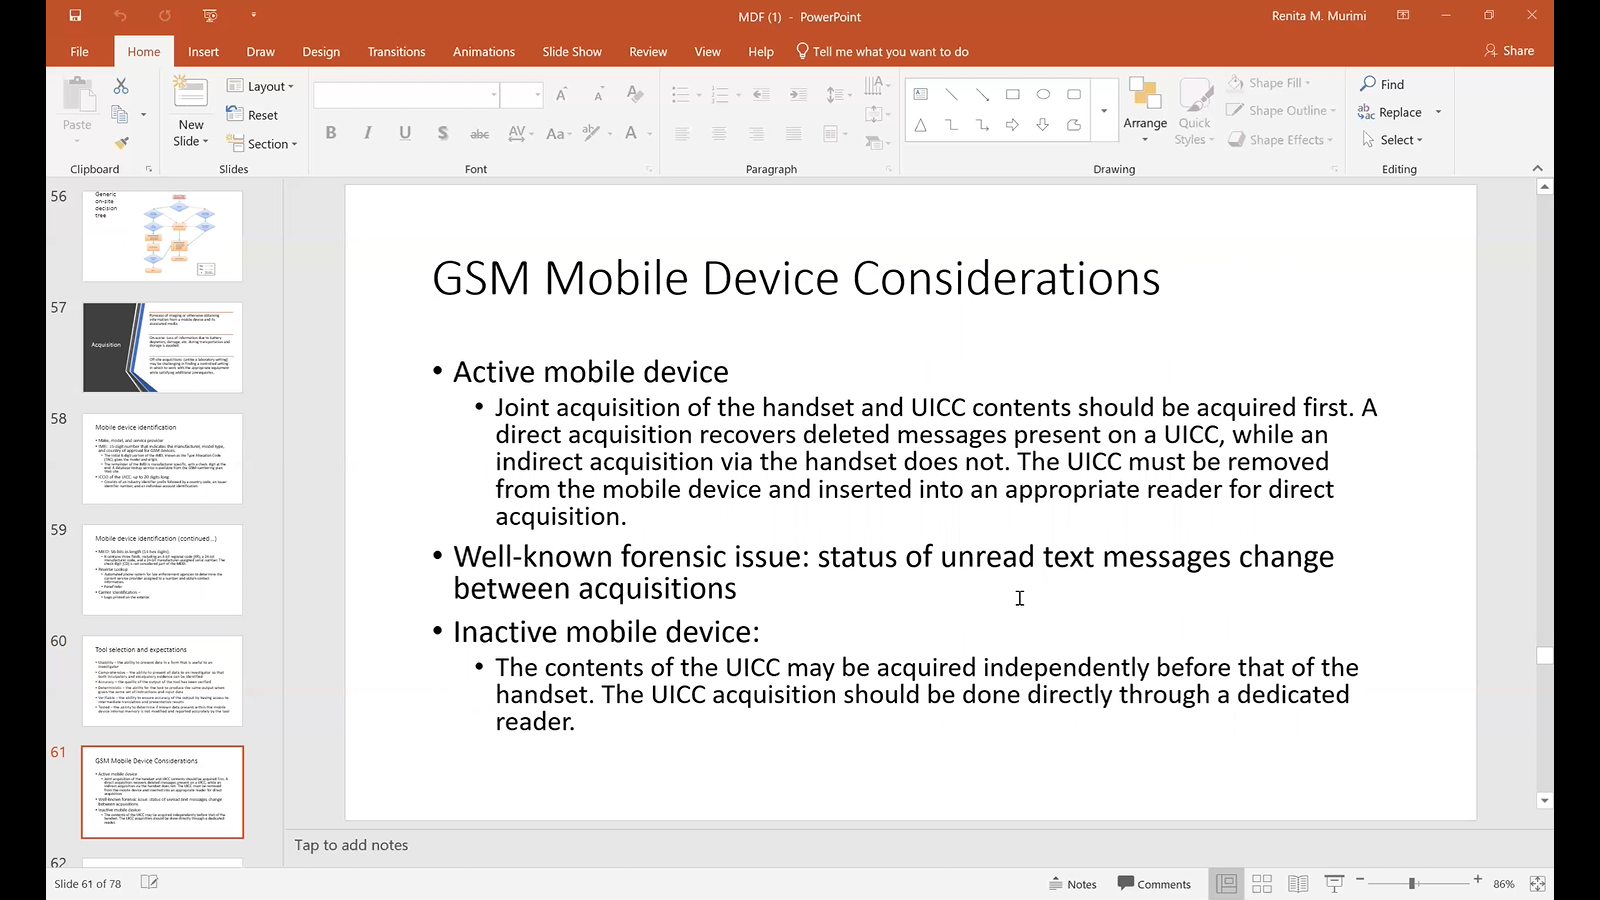 MDF (1) - PowerPoint
Renita M. Murimi
File Home Insert Draw Design Transitions Animations Slide Show Review View Help Tell me what you want to do Share
Paste
Clipboard
New
Slide
Layout
Reset
Section
Slides
B I U S abc AV Aa A
Font
Paragraph
Arrange
Quick
Styles
Shape Fill
Shape Outline
Shape Effects
Drawing
Find
Replace
Select
Editing
56
Generic
on-site
decision
tree
57
Acquisition
58
Mobile device identification
59
Mobile device identification (continued...)
60
Tool selection and expectations
61
GSM Mobile Device Considerations
62
GSM Mobile Device Considerations
• Active mobile device
• Joint acquisition of the handset and UICC contents should be acquired first. A
direct acquisition recovers deleted messages present on a UICC, while an
indirect acquisition via the handset does not. The UICC must be removed
from the mobile device and inserted into an appropriate reader for direct
acquisition.
• Well-known forensic issue: status of unread text messages change
between acquisitions
• Inactive mobile device:
• The contents of the UICC may be acquired independently before that of the
handset. The UICC acquisition should be done directly through a dedicated
reader.
Tap to add notes
Slide 61 of 78
Notes Comments 86%